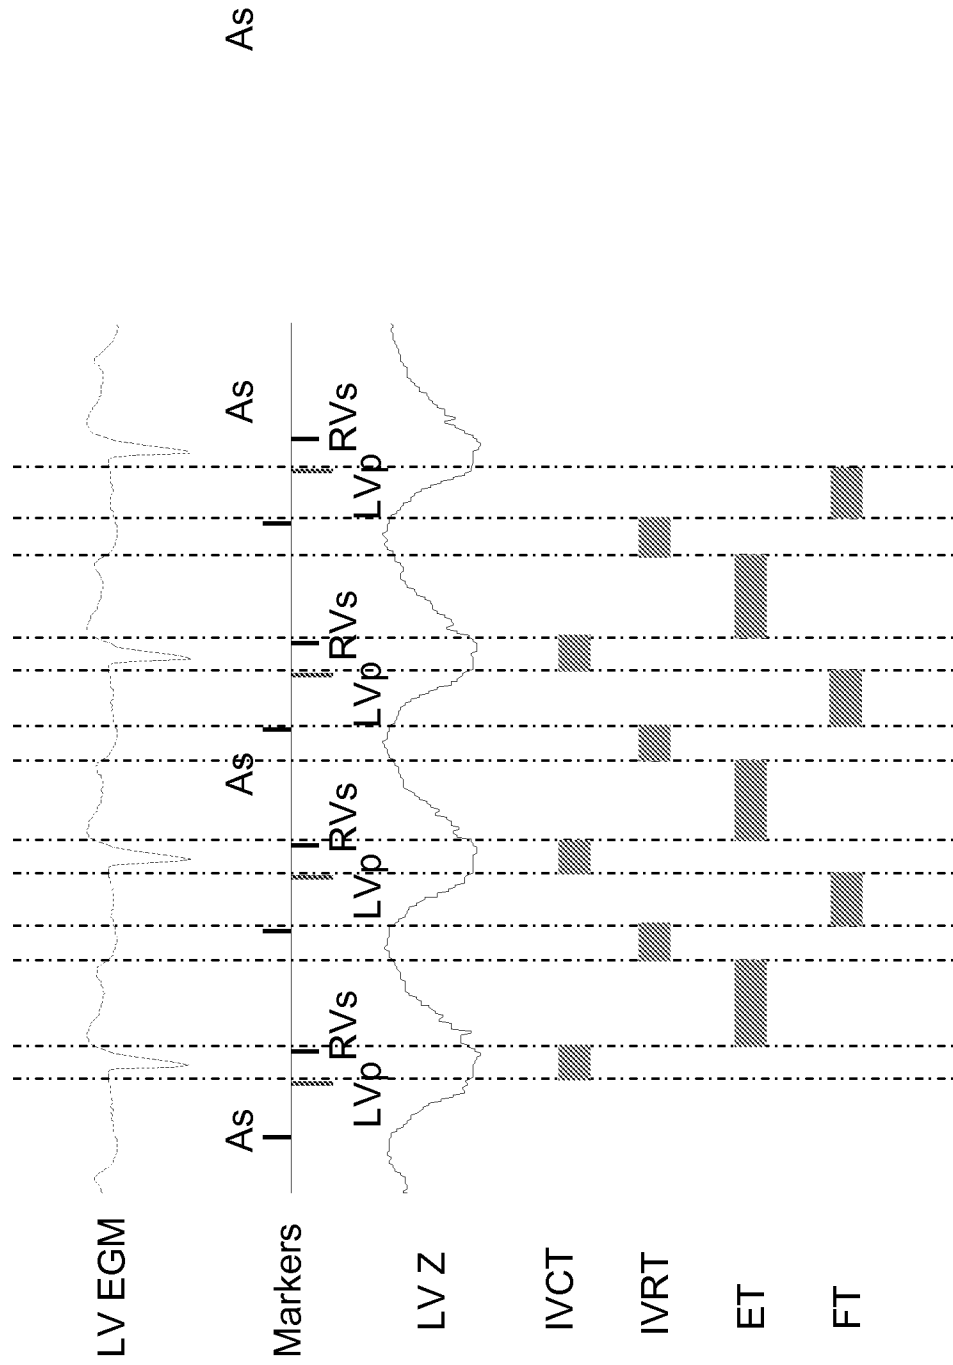 LV EGM
As As As As
Markers
RVs RVs RVs RVs
LVp LVp LVp LVp
LV Z
IVCT
IVRT
ET
FT